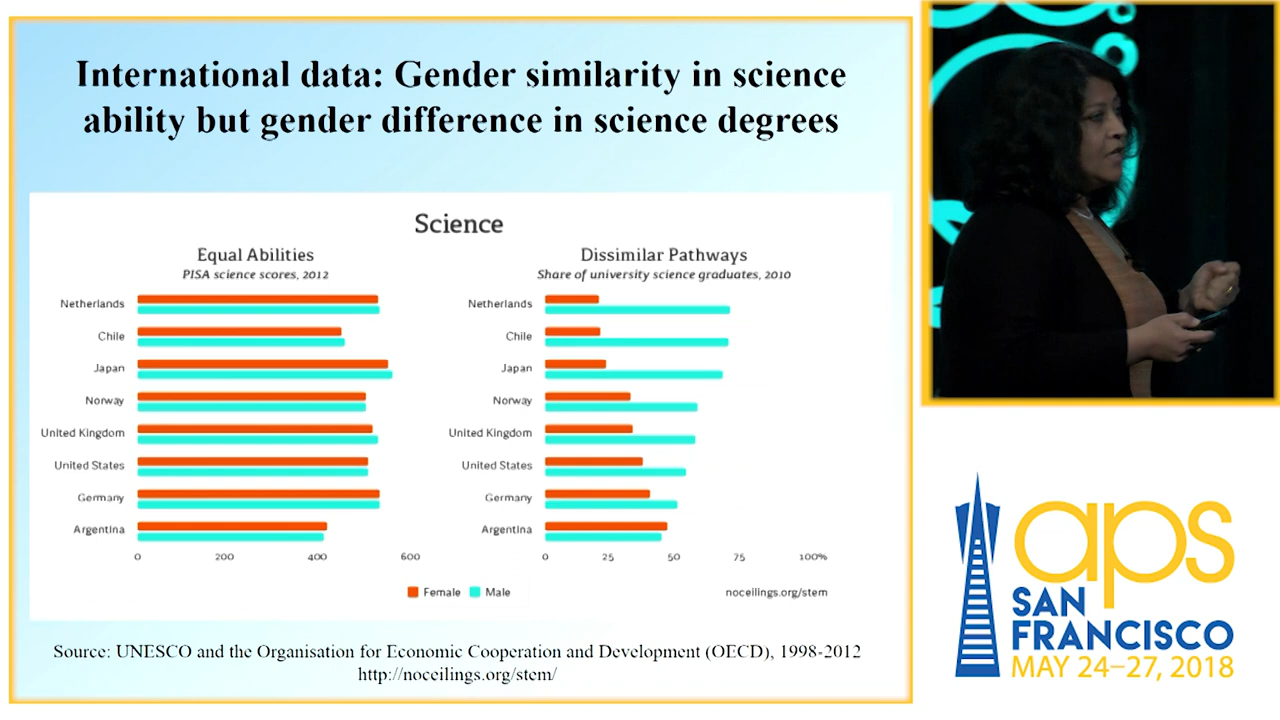 International data: Gender similarity in science
ability but gender difference in science degrees
Science
Equal Abilities
PISA science scores, 2012
Netherlands
Chile
Japan
Norway
United Kingdom
United States
Germany
Argentina
0 200 400 600
Dissimilar Pathways
Share of university science graduates, 2010
Netherlands
Chile
Japan
Norway
United Kingdom
United States
Germany
Argentina
0 25 50 75 100%
Female Male
noceilings.org/stem
Source: UNESCO and the Organisation for Economic Cooperation and Development (OECD), 1998-2012
http://noceilings.org/stem/
aps
SAN
FRANCISCO
MAY 24–27, 2018